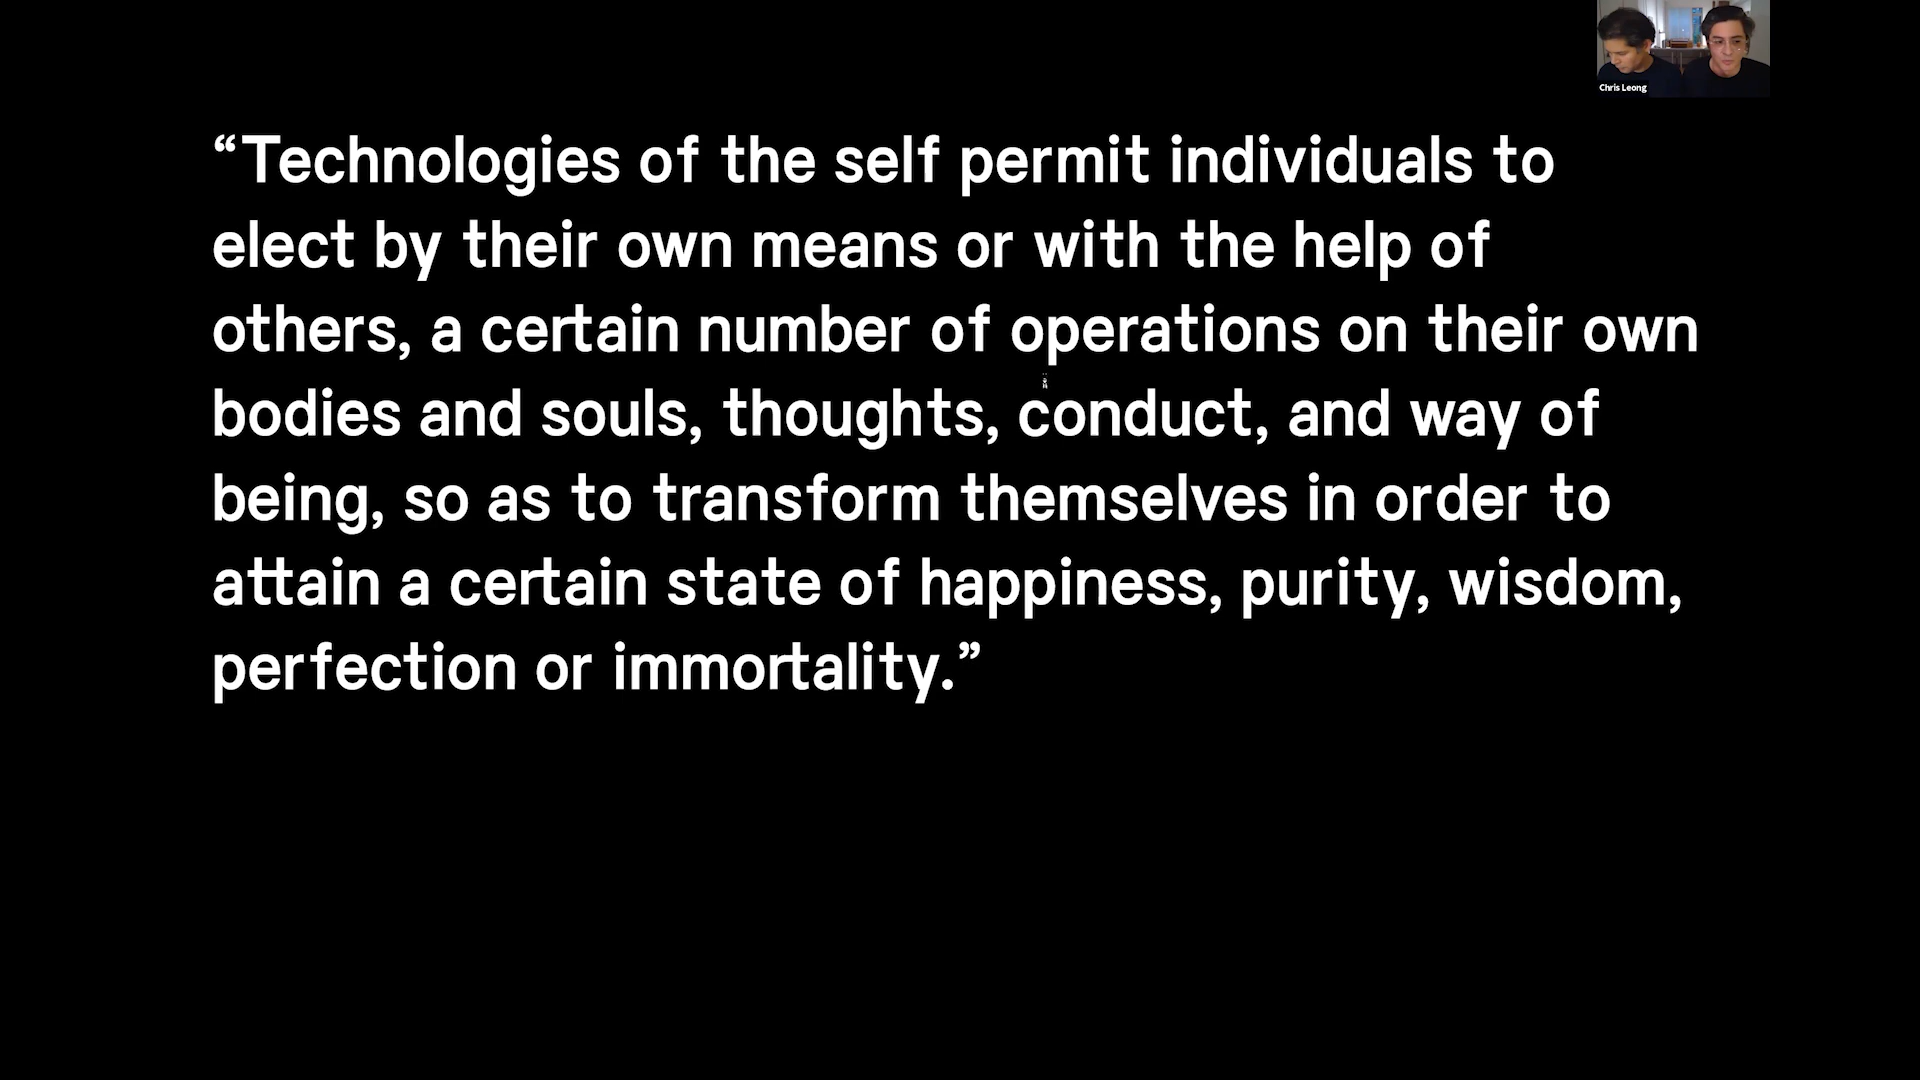 Chris Leong
“Technologies of the self permit individuals to
elect by their own means or with the help of
others, a certain number of operations on their own
bodies and souls, thoughts, conduct, and way of
being, so as to transform themselves in order to
attain a certain state of happiness, purity, wisdom,
perfection or immortality.”